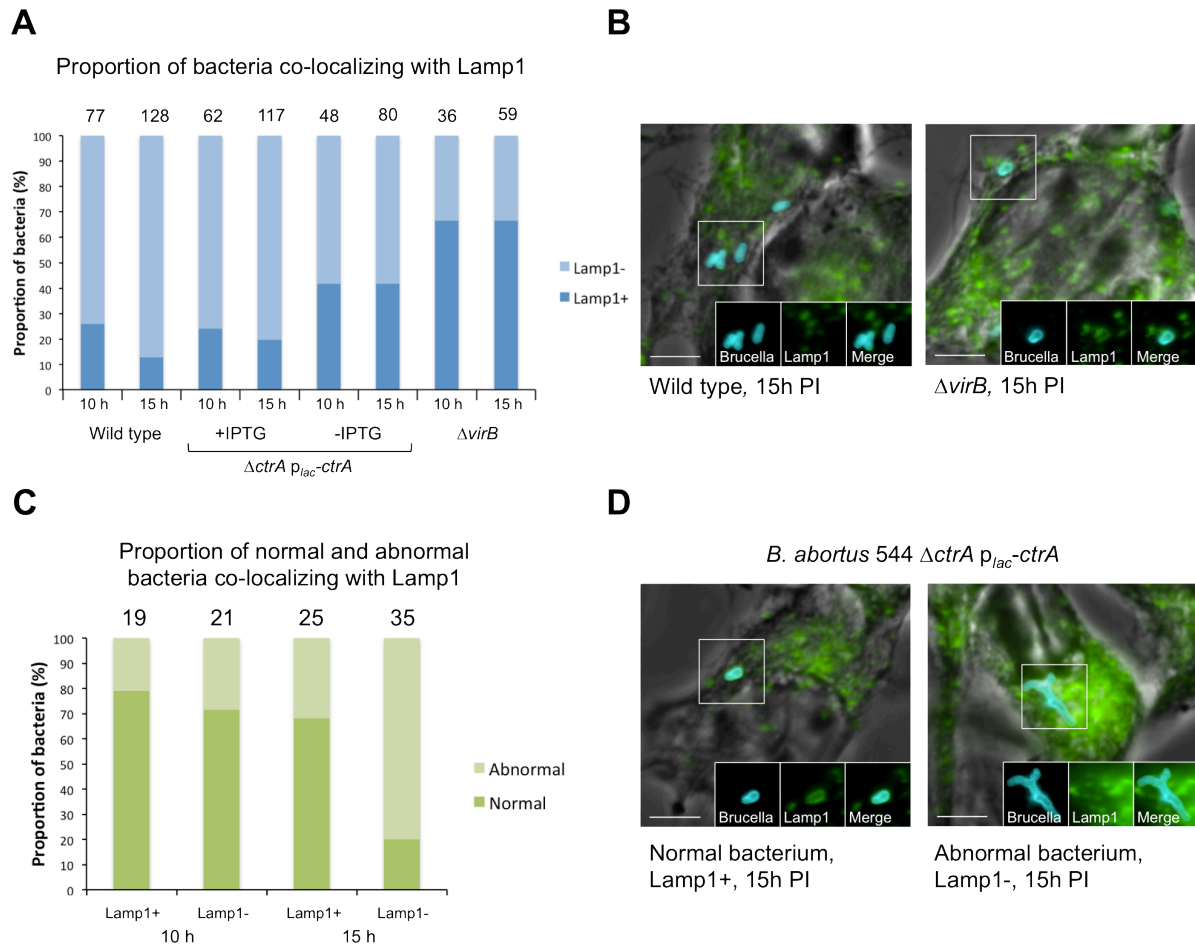 A
Proportion of bacteria co-localizing with Lamp1
77 128 62 117 48 80 36 59
Proportion of bacteria (%)
100
90
80
70
60
50
40
30
20
10
0
10 h 15 h 10 h 15 h 10 h 15 h 10 h 15 h
Wild type +IPTG -IPTG ΔvirB
ΔctrA plac-ctrA
Lamp1-
Lamp1+
B
Brucella Lamp1 Merge
Wild type, 15h PI
Brucella Lamp1 Merge
ΔvirB, 15h PI
C
Proportion of normal and abnormal
bacteria co-localizing with Lamp1
19 21 25 35
Proportion of bacteria (%)
100
90
80
70
60
50
40
30
20
10
0
Lamp1+ Lamp1- Lamp1+ Lamp1-
10 h 15 h
Abnormal
Normal
D
B. abortus 544 ΔctrA plac-ctrA
Brucella Lamp1 Merge
Normal bacterium,
Lamp1+, 15h PI
Brucella Lamp1 Merge
Abnormal bacterium,
Lamp1-, 15h PI